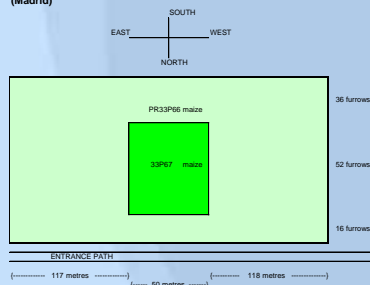 (Madrid)
SOUTH
EAST WEST
NORTH
PR33P66 maize
36 furrows
33P67 maize
52 furrows
16 furrows
ENTRANCE PATH
(------------ 117 metres ------------)
(------ 50 metres -------)
(----------- 118 metres ------------)